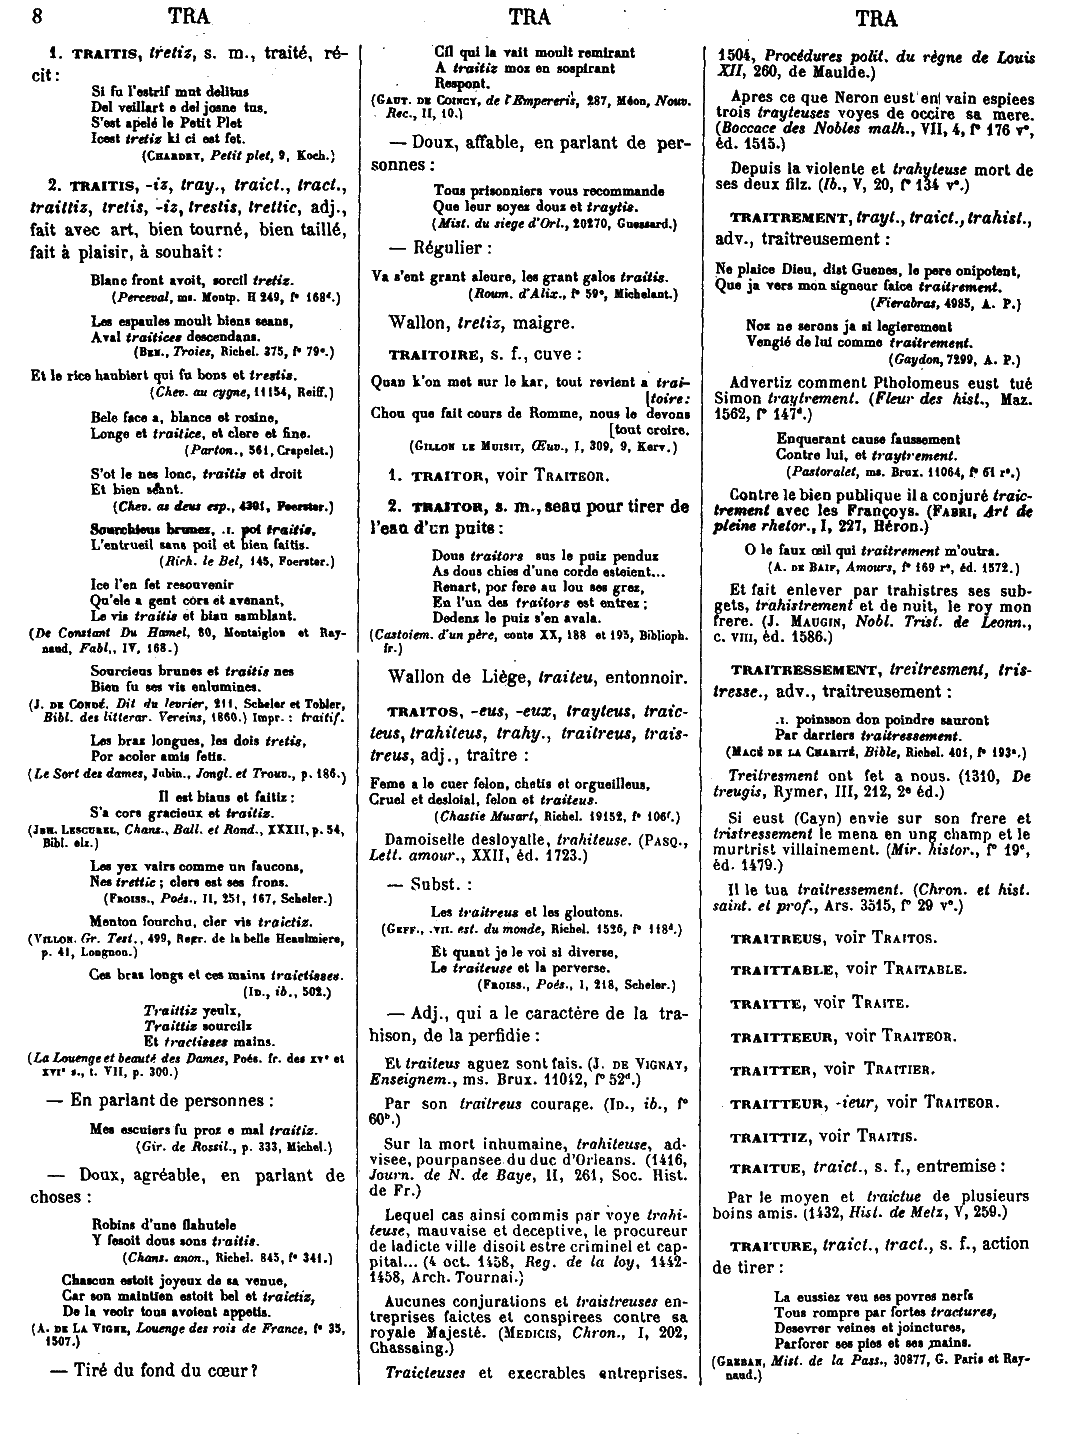 8 TRA TRA TRA
1. TRAITIS, tretiz, s. m., traité, ré-
cit :
Si fu l'estrif mut delitus
Del veillart e del josne tus.
S'est apelé le Petit Plet
Icest tretiz ki ci est fet.
(CHARDRY, Petit plet, 9, Koch.)
2. TRAITIS, -iz, tray., traict., tract.,
traittiz, tretis, -iz, trestis, trettic, adj.,
fait avec art, bien tourné, bien taillé,
fait à plaisir, à souhait :
Blanc front avoit, sorcil tretiz.
(Perceval, ms. Montp. H 249, f° 168d.)
Les espaules moult biens seans,
Aval traitices descendans.
(BEN., Troies, Richel. 375, f° 79e.)
Et le rice haubiert qui fu bons et trestis.
(Chev. au cygne, 11154, Reiff.)
Bele face a, blance et rosine,
Longe et traitice, et clere et fine.
(Parton., 561, Crapelet.)
S'ot le nes lonc, traitis et droit
Et bien séant.
(Chev. as deus esp., 4301, Foerster.)
Sourchieus brunez, .I. poi traitis,
L'entrueil sans poil et bien faitis.
(Rich. le Bel, 145, Foerster.)
Ice l'en fet resouvenir
Qu'ele a gent cors et avenant,
Le vis traitis et biau samblant.
(De Constant Du Hamel, 80, Montaiglon et Ray-
naud, Fabl., IV, 168.)
Sourcieus brunes et traitis nes
Bien fu ses vis enlumines.
(J. DE CONDÉ, Dit du levrier, 211, Scheler et Tobler,
Bibl. des litterar. Vereins, 1860.) Impr. : traitif.
Les braz longues, les dois tretis,
Por acoler amis fetis.
(Le Sort des dames, Jubin., Jongl. et Trouv., p. 186.)
Il est biaus et faitiz :
S'a cors gracieux et traitiz.
(JEH. LESCUREL, Chans., Ball. et Rond., XXXII, p. 54,
Bibl. elz.)
Les yex vairs comme un faucons,
Nes trettic ; clers est ses frons.
(FROISS., Poés., II, 251, 167, Scheler.)
Menton fourchu, cler vis traictiz.
(VILLON, Gr. Test., 499, Regr. de la belle Heaulmiere,
p. 41, Longnon.)
Ces bras longs et ces mains traictisses.
(ID., ib., 502.)
Traittiz yeulx,
Traittiz sourcilz
Et tractisses mains.
(La Louenge et beauté des Dames, Poés. fr. des XVe et
XVIe s., t. VII, p. 300.)
— En parlant de personnes :
Mes escuiers fu proz e mal traitiz.
(Gir. de Rossil., p. 333, Michel.)
— Doux, agréable, en parlant de
choses :
Robins d'une flahutele
Y fesoit dous sons traitis.
(Chans. anon., Richel. 845, f° 341.)
Chascun estoit joyeux de sa venue,
Car son maintien estoit bel et traictiz,
De la veoir tous avoient appetis.
(A. DE LA VIGNE, Louenge des rois de France, f° 35,
1507.)
— Tiré du fond du cœur ?
Cil qui la vait moult remirant
A traitiz moz en sospirant
Respont.
(GAUT. DE COINCY, de l'Empereris, 287, Méon, Nouv.
Rec., II, 10.)
— Doux, affable, en parlant de per-
sonnes :
Tous prisonniers vous recommande
Que leur soyez doux et traytis.
(Mist. du siege d'Orl., 20270, Guessard.)
— Régulier :
Va s'ent grant aleure, les grant galos traitis.
(Roum. d'Alix., f° 59e, Michelant.)
Wallon, tretiz, maigre.
TRAITOIRE, s. f., cuve :
Quan k'on met sur le kar, tout revient a trai-
[toire:
Chou que fait cours de Romme, nous le devons
[tout croire.
(GILLON LE MUISIT, Œuv., I, 309, 9, Kerv.)
1. TRAITOR, voir TRAITEOR.
2. TRAITOR, s. m., seau pour tirer de
l'eau d'un puits :
Dous traitors sus le puiz penduz
As dous chies d'une corde esteient...
Renart, por fere au lou ses grez,
En l'un des traitors est entrez ;
Dedenz le puiz s'en avala.
(Castoiem. d'un père, conte XX, 188 et 193, Biblioph.
fr.)
Wallon de Liège, traiteu, entonnoir.
TRAITOS, -eus, -eux, trayteus, traic-
teus, trahiteus, trahy., traitreus, trais-
treus, adj., traître :
Feme a le cuer felon, chetis et orgueilleus,
Cruel et desloial, felon et traiteus.
(Chastie Musart, Richel. 19152, f° 106f.)
Damoiselle desloyalle, trahiteuse. (PASQ.,
Lett. amour., XXII, éd. 1723.)
— Subst. :
Les traitreus et les gloutons.
(GEFF., .VII. est. du monde, Richel. 1526, f° 118d.)
Et quant je le voi si diverse,
Le traiteuse et la perverse.
(FROISS., Poés., I, 218, Scheler.)
— Adj., qui a le caractère de la tra-
hison, de la perfidie :
Et traiteus aguez sont fais. (J. DE VIGNAY,
Enseignem., ms. Brux. 11042, f° 52d.)
Par son traitreus courage. (ID., ib., f°
60b.)
Sur la mort inhumaine, trahiteuse, ad-
visee, pourpansee du duc d'Orleans. (1416,
Journ. de N. de Baye, II, 261, Soc. Hist.
de Fr.)
Lequel cas ainsi commis par voye trahi-
teuse, mauvaise et deceptive, le procureur
de ladicte ville disoit estre criminel et cap-
pital... (4 oct. 1458, Reg. de la loy, 1442-
1458, Arch. Tournai.)
Aucunes conjurations et traistreuses en-
treprises faictes et conspirees contre sa
royale Majesté. (MEDICIS, Chron., I, 202,
Chassaing.)
Traicteuses et execrables entreprises.
1504, Procédures polit. du règne de Louis
XII, 260, de Maulde.)
Apres ce que Neron eust en vain espiees
trois trayteuses voyes de occire sa mere.
(Boccace des Nobles malh., VII, 4, f° 176 v°,
éd. 1515.)
Depuis la violente et trahyteuse mort de
ses deux filz. (Ib., V, 20, f° 134 v°.)
TRAITREMENT, trayt., traict., trahist.,
adv., traîtreusement :
Ne plaice Dieu, dist Guenes, le pere onipotent,
Que ja vers mon signeur faice traitrement.
(Fierabras, 4985, A. P.)
Noz ne serons ja si legierement
Vengié de lui comme traitrement.
(Gaydon, 7299, A. P.)
Advertiz comment Ptholomeus eust tué
Simon traytrement. (Fleur des hist., Maz.
1562, f° 147d.)
Enquerant cause faussement
Contre lui, et traytrement.
(Pastoralet, ms. Brux. 11064, f° 61 r°.)
Contre le bien publique il a conjuré traic-
trement avec les Françoys. (FABRI, Art de
pleine rhetor., I, 227, Héron.)
O le faux œil qui traitrement m'outra.
(A. DE BAIF, Amours, f° 169 r°, éd. 1572.)
Et fait enlever par trahistres ses sub-
gets, trahistrement et de nuit, le roy mon
frere. (J. MAUGIN, Nobl. Trist. de Leonn.,
c. VIII, éd. 1586.)
TRAITRESSEMENT, treitresment, tris-
tresse., adv., traîtreusement :
.I. poinsson don poindre sauront
Par darriers traitressement.
(MACÉ DE LA CHARITÉ, Bible, Richel. 401, f° 193a.)
Treitresment ont fet a nous. (1310, De
treugis, Rymer, III, 212, 2e éd.)
Si eust (Cayn) envie sur son frere et
tristressement le mena en ung champ et le
murtrist villainement. (Mir. histor., f° 19c,
éd. 1479.)
Il le tua traitressement. (Chron. et hist.
saint. et prof., Ars. 3515, f° 29 v°.)
TRAITREUS, voir TRAITOS.
TRAITTABLE, voir TRAITABLE.
TRAITTE, voir TRAITE.
TRAITTEEUR, voir TRAITEOR.
TRAITTER, voir TRAITIER.
TRAITTEUR, -ieur, voir TRAITEOR.
TRAITTIZ, voir TRAITIS.
TRAITUE, traict., s. f., entremise :
Par le moyen et traictue de plusieurs
boins amis. (1432, Hist. de Metz, V, 259.)
TRAITURE, traict., tract., s. f., action
de tirer :
La eussiez veu ses povres nerfs
Tous rompre par fortes tractures,
Desevrer veines et joinctures,
Parforer ses pies et ses mains.
(GREBAN, Mist. de la Pass., 30877, G. Paris et Ray-
naud.)